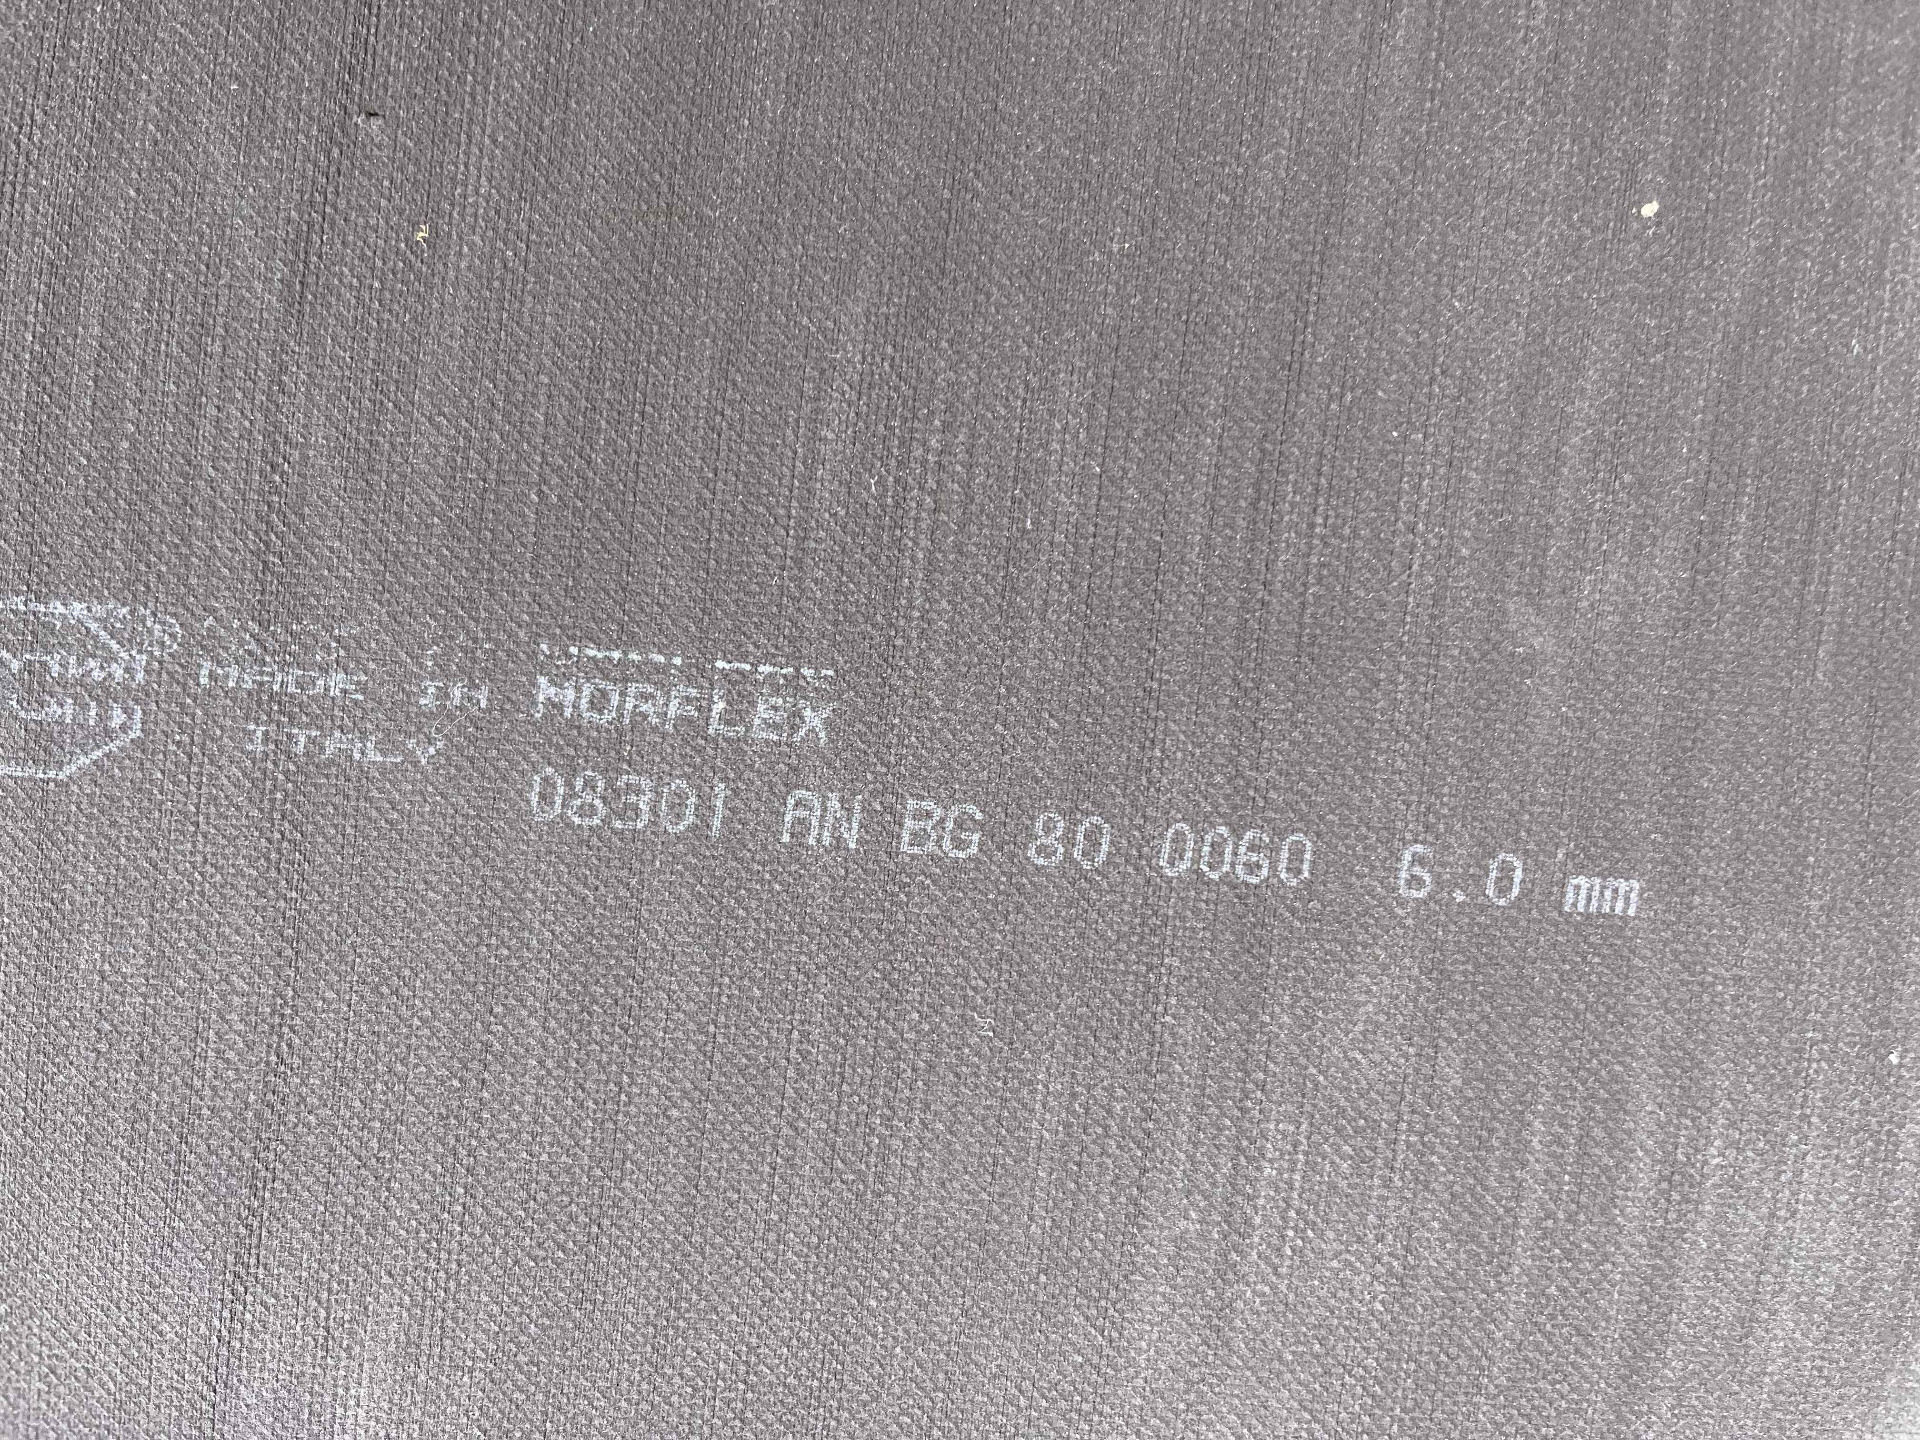 MADE IN
ITALY
MORFLEX
08301 AN BG 80 0060 6.0 mm